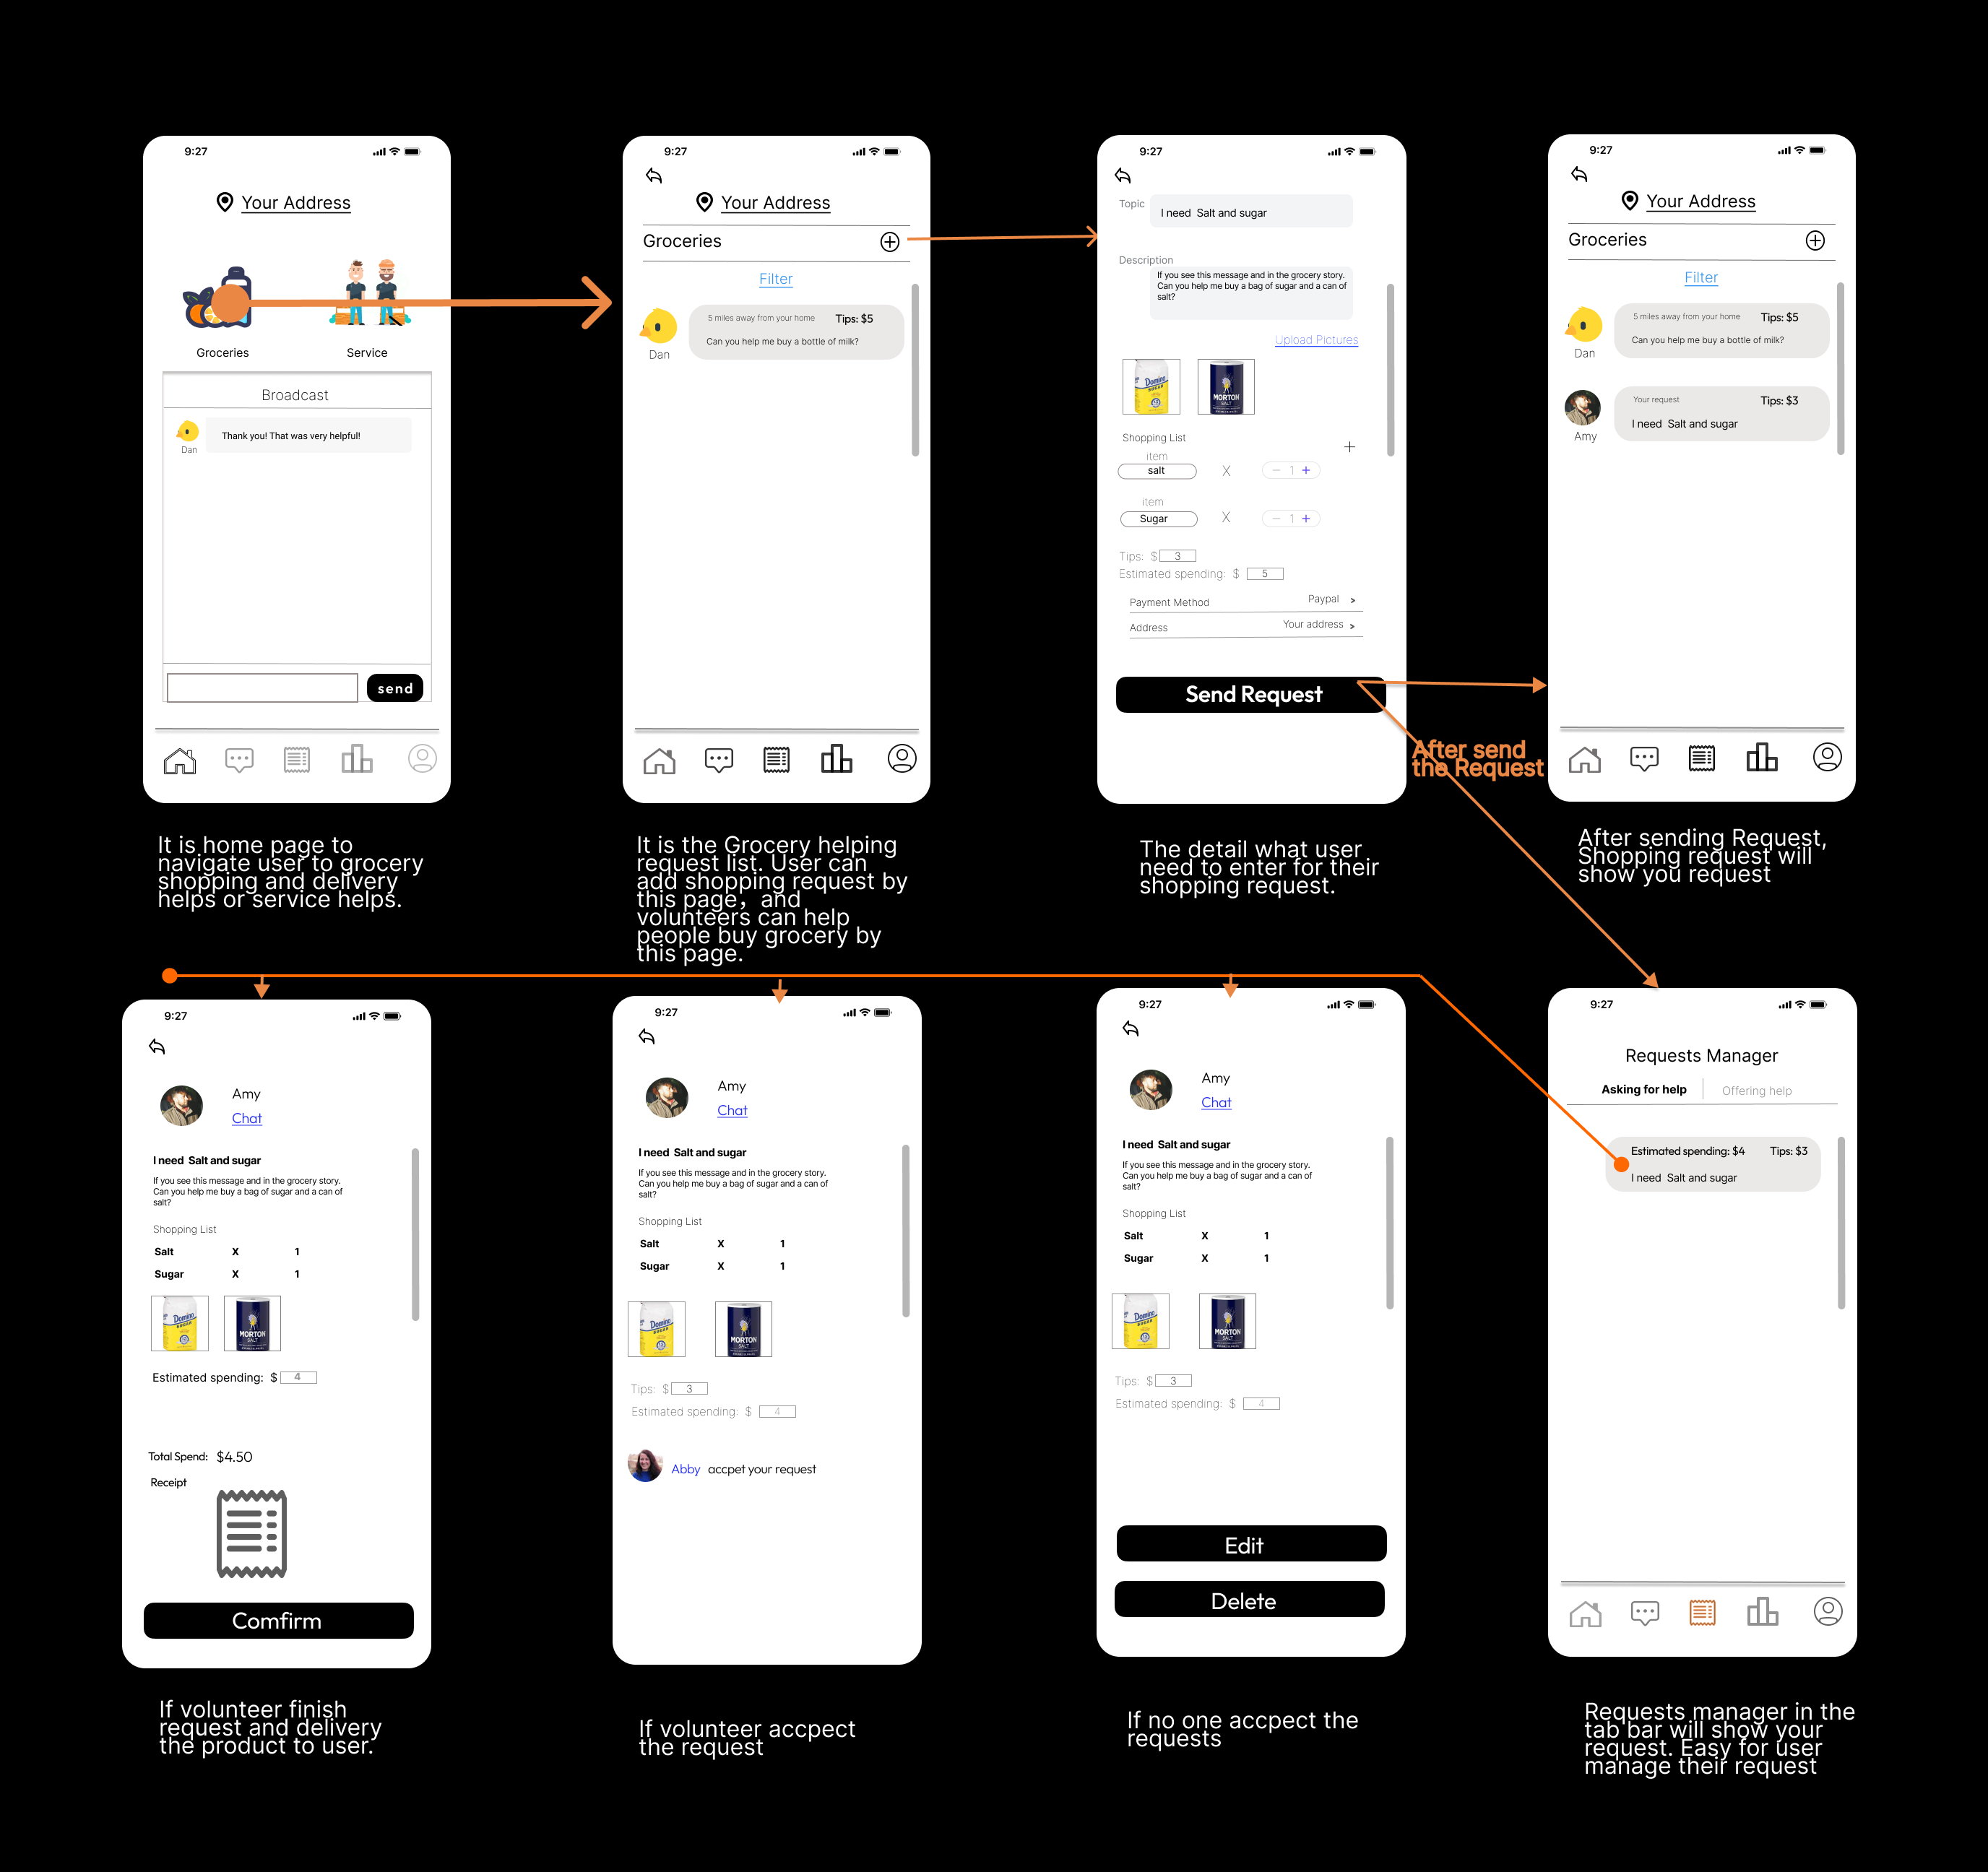 9:27
Your Address
Groceries
Service
Broadcast
Thank you! That was very helpful!
Dan
send
It is home page to
navigate user to grocery
shopping and delivery
helps or service helps.
9:27
Your Address
Groceries
Filter
5 miles away from your home Tips: $5
Can you help me buy a bottle of milk?
Dan
It is the Grocery helping
request list. User can
add shopping request by
this page，and
volunteers can help
people buy grocery by
this page.
9:27
Topic
I need Salt and sugar
Description
If you see this message and in the grocery story.
Can you help me buy a bag of sugar and a can of
salt?
Upload Pictures
Domino
SUGAR
MORTON
SALT
Shopping List
item
salt X 1
item
Sugar X 1
Tips: $ 3
Estimated spending: $ 5
Payment Method Paypal >
Address Your address >
Send Request
The detail what user
need to enter for their
shopping request.
After send
the Request
9:27
Your Address
Groceries
Filter
5 miles away from your home Tips: $5
Can you help me buy a bottle of milk?
Dan
Your request Tips: $3
I need Salt and sugar
Amy
After sending Request,
Shopping request will
show you request
9:27
Amy
Chat
I need Salt and sugar
If you see this message and in the grocery story.
Can you help me buy a bag of sugar and a can of
salt?
Shopping List
Salt X 1
Sugar X 1
Domino
SUGAR
MORTON
SALT
Estimated spending: $ 4
Total Spend: $4.50
Receipt
Comfirm
If volunteer finish
request and delivery
the product to user.
9:27
Amy
Chat
I need Salt and sugar
If you see this message and in the grocery story.
Can you help me buy a bag of sugar and a can of
salt?
Shopping List
Salt X 1
Sugar X 1
Domino
SUGAR
MORTON
SALT
Tips: $ 3
Estimated spending: $ 4
Abby accpet your request
If volunteer accpect
the request
9:27
Amy
Chat
I need Salt and sugar
If you see this message and in the grocery story.
Can you help me buy a bag of sugar and a can of
salt?
Shopping List
Salt X 1
Sugar X 1
Domino
SUGAR
MORTON
SALT
Tips: $ 3
Estimated spending: $ 4
Edit
Delete
If no one accpect the
requests
9:27
Requests Manager
Asking for help Offering help
Estimated spending: $4 Tips: $3
I need Salt and sugar
Requests manager in the
tab bar will show your
request. Easy for user
manage their request